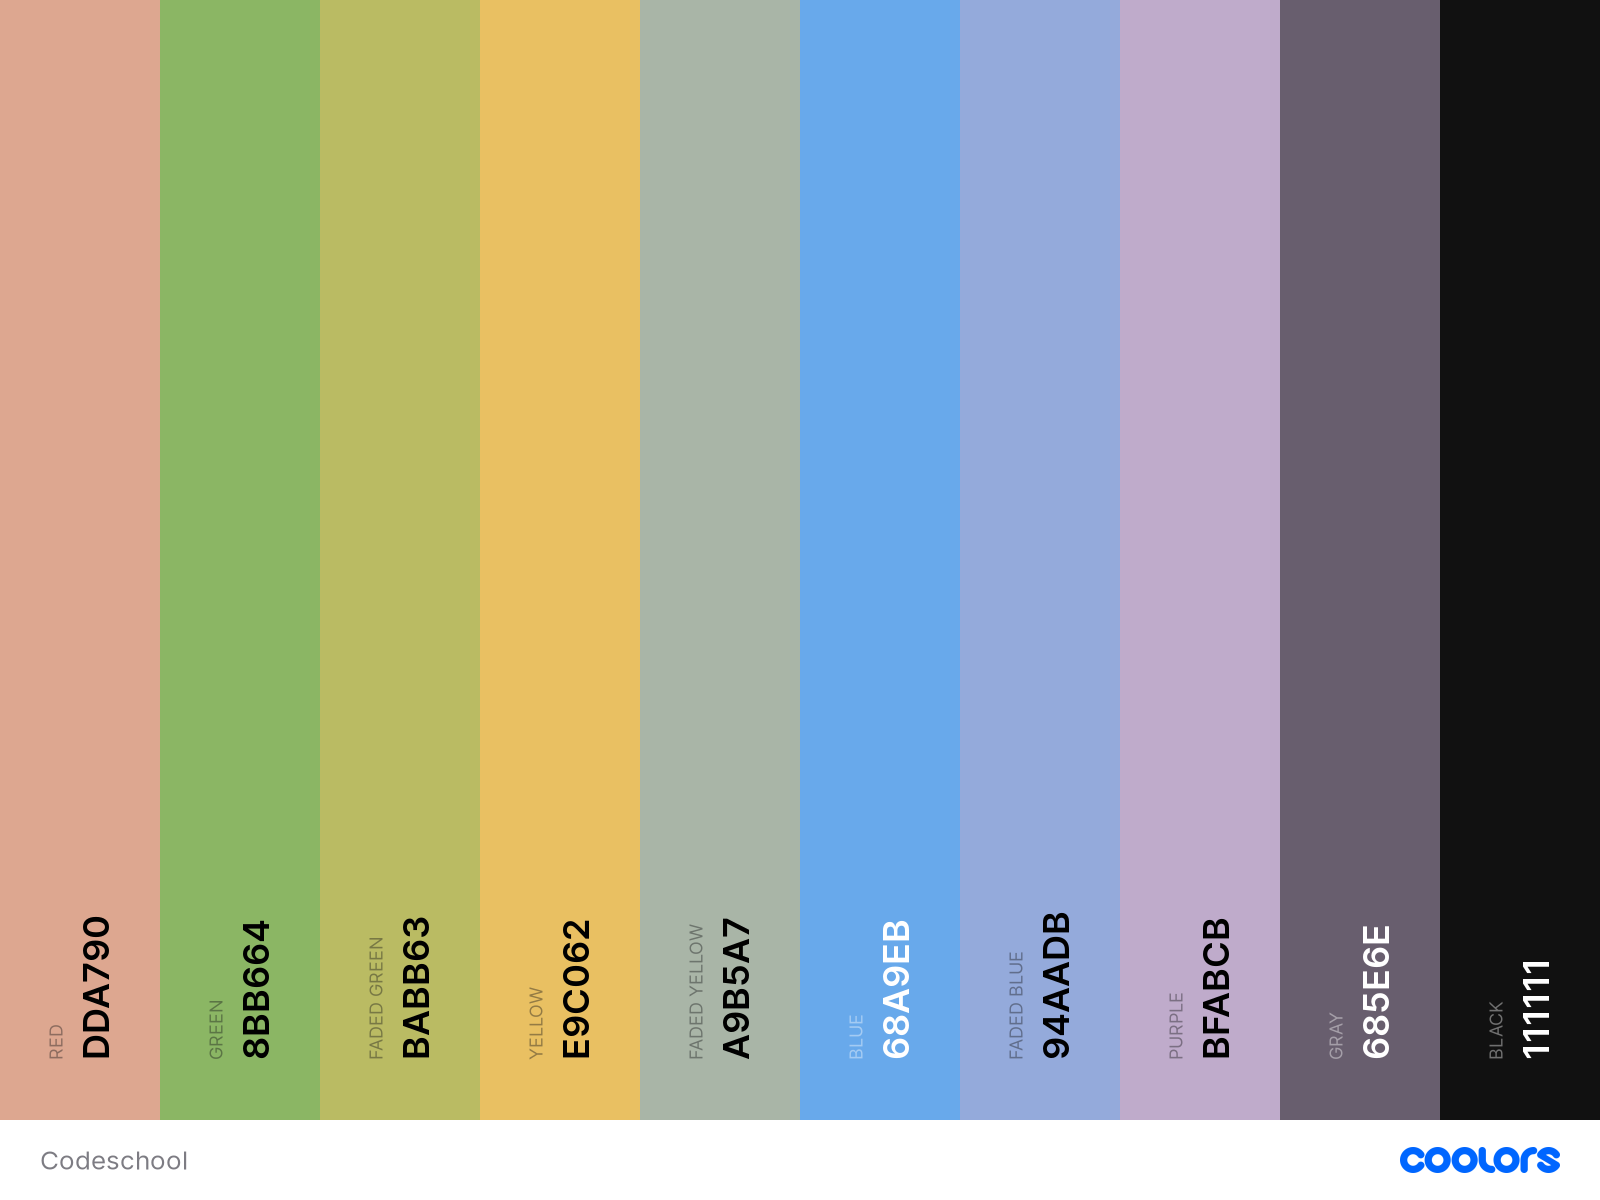 RED
DDA790
GREEN
8BB664
FADED GREEN
BABB63
YELLOW
E9C062
FADED YELLOW
A9B5A7
BLUE
68A9EB
FADED BLUE
94AADB
PURPLE
BFABCB
GRAY
685E6E
BLACK
111111
Codeschool
coolors